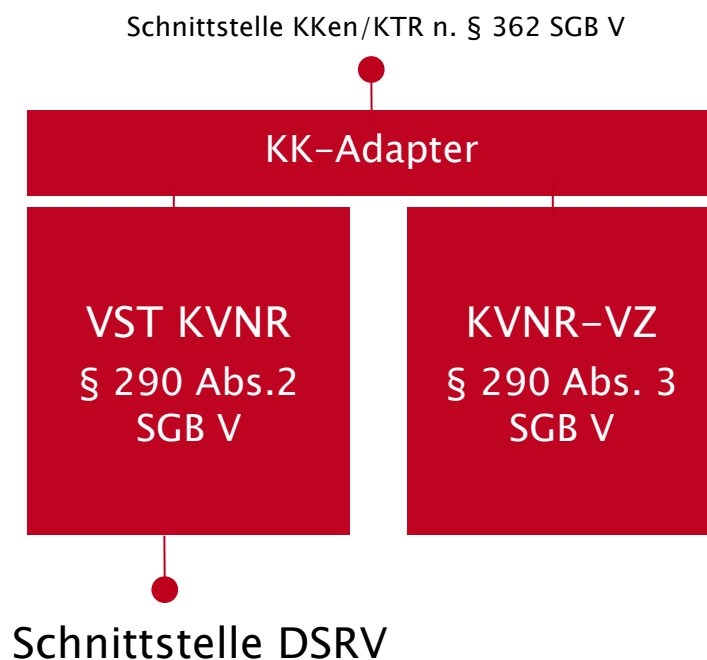 Schnittstelle KKen/KTR n. § 362 SGB V
KK-Adapter
VST KVNR
§ 290 Abs.2
SGB V
KVNR-VZ
§ 290 Abs. 3
SGB V
Schnittstelle DSRV